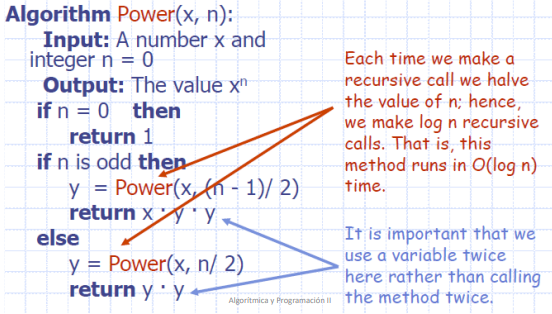 Algorithm Power(x, n):
Input: A number x and
integer n = 0
Output: The value xⁿ
if n = 0 then
return 1
if n is odd then
y = Power(x, (n - 1)/ 2)
return x · y · y
else
y = Power(x, n/ 2)
return y · y
Each time we make a
recursive call we halve
the value of n; hence,
we make log n recursive
calls. That is, this
method runs in O(log n)
time.
It is important that we
use a variable twice
here rather than calling
the method twice.
Algorítmica y Programación II